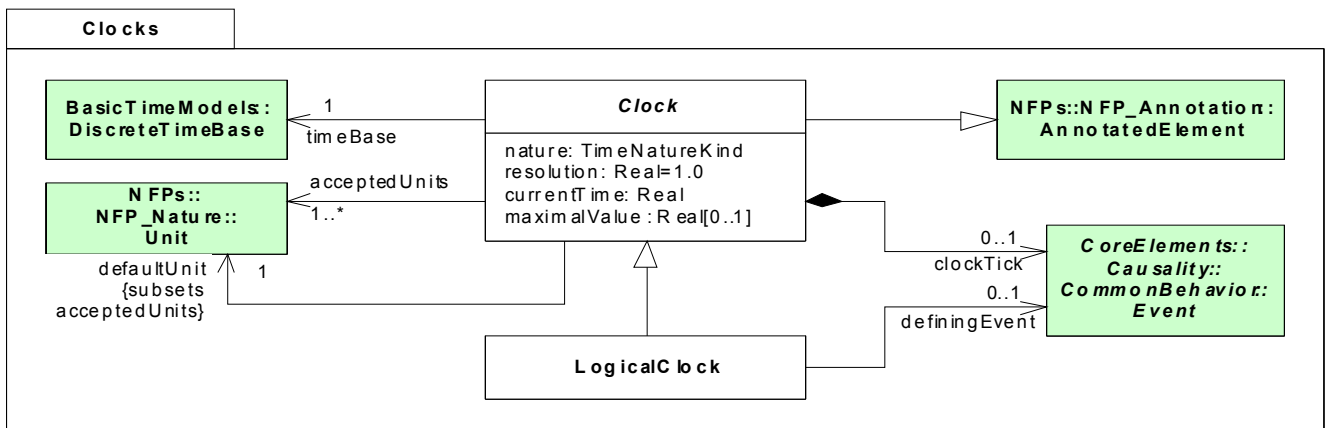 Clocks
BasicTimeModels::
DiscreteTimeBase
1
timeBase
Clock
nature: TimeNatureKind
resolution: Real=1.0
currentTime: Real
maximalValue: Real[0..1]
NFPs::NFP_Annotation::
AnnotatedElement
NFPs::
NFP_Nature::
Unit
acceptedUnits
1..*
defaultUnit
{subsets
acceptedUnits}
1
0..1
clockTick
0..1
definingEvent
CoreElements::
Causality::
CommonBehavior::
Event
LogicalClock